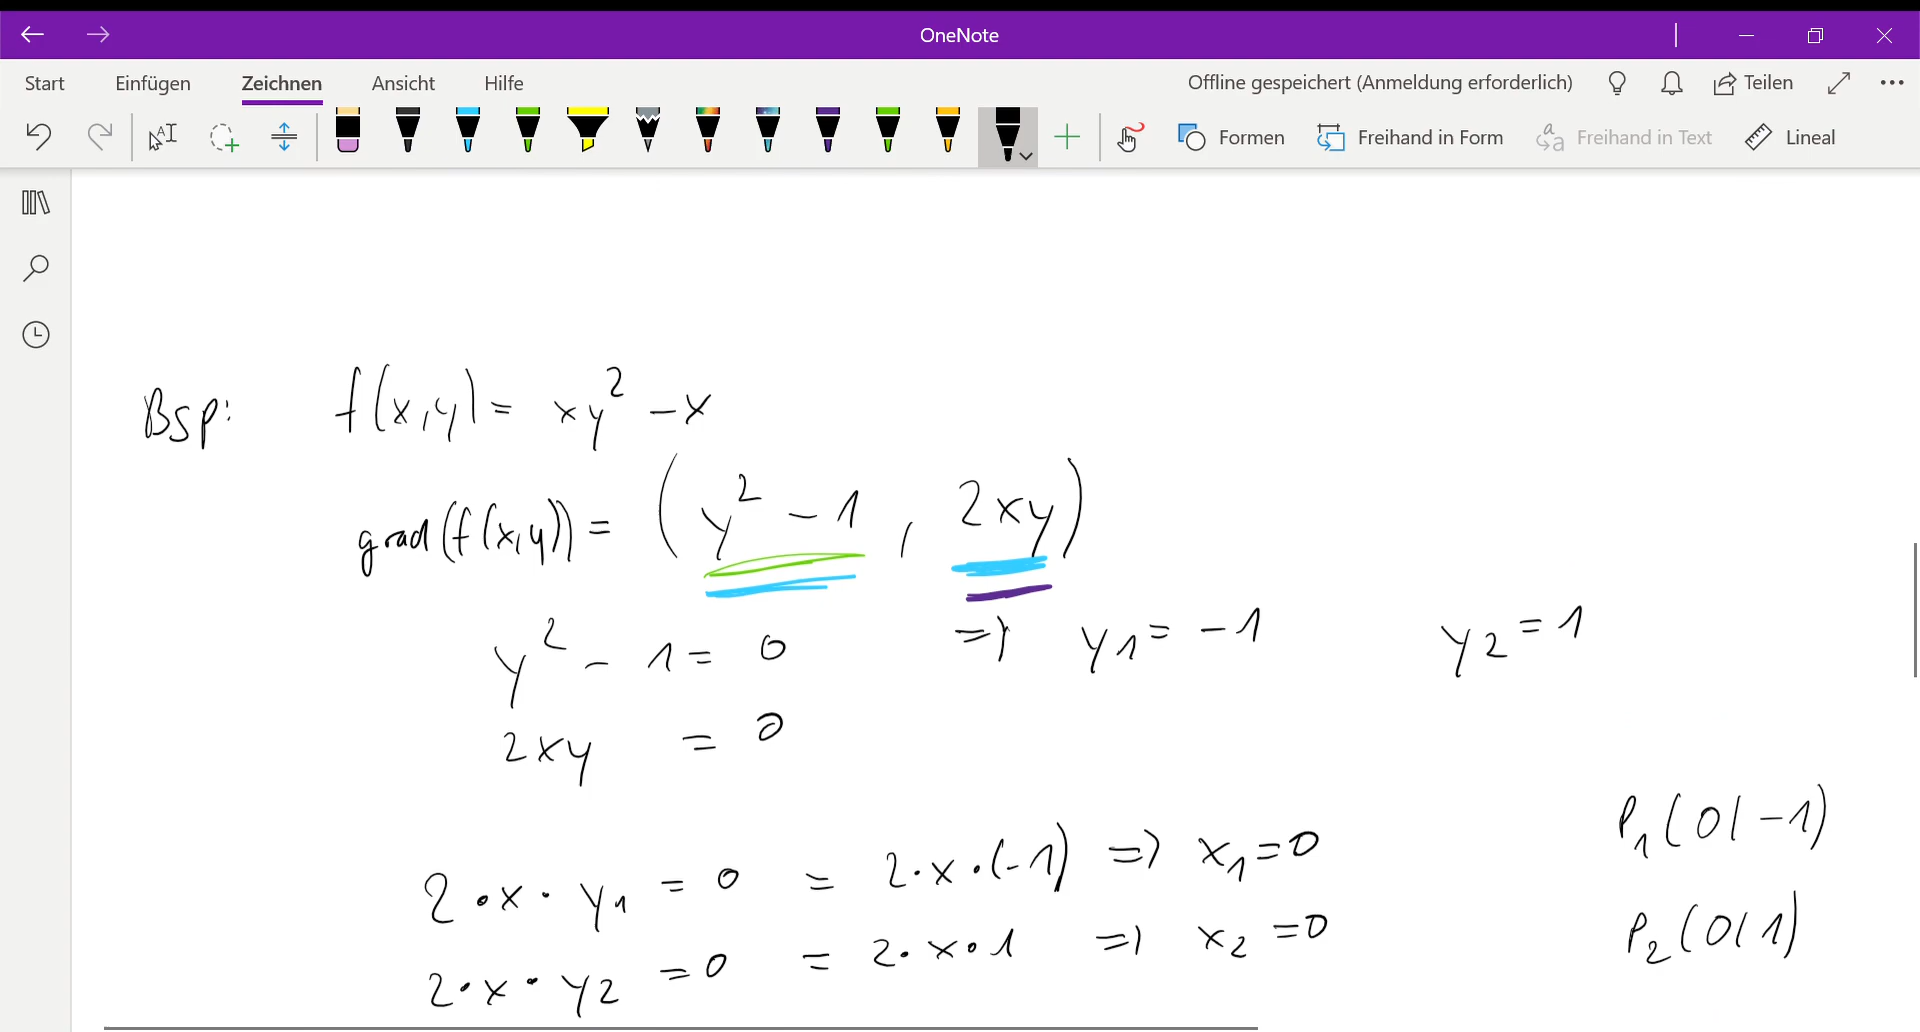 OneNote
Start Einfügen Zeichnen Ansicht Hilfe Offline gespeichert (Anmeldung erforderlich) Teilen
Formen Freihand in Form Freihand in Text Lineal
Bsp: f(x,y) = xy² - x
grad(f(x,y)) = (y² - 1, 2xy)
y² - 1 = 0 => y1 = -1 y2 = 1
2xy = 0
P₁(0|-1)
2·x·y₁ = 0 = 2·x·(-1) => x₁ = 0
P₂(0|1)
2·x·y2 = 0 = 2·x·1 => x₂ = 0